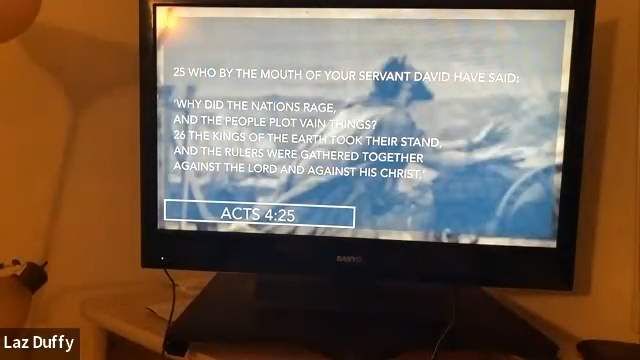 25 WHO BY THE MOUTH OF YOUR SERVANT DAVID HAVE SAID:
'WHY DID THE NATIONS RAGE,
AND THE PEOPLE PLOT VAIN THINGS?
26 THE KINGS OF THE EARTH TOOK THEIR STAND,
AND THE RULERS WERE GATHERED TOGETHER
AGAINST THE LORD AND AGAINST HIS CHRIST.'
ACTS 4:25
SANYO
Laz Duffy